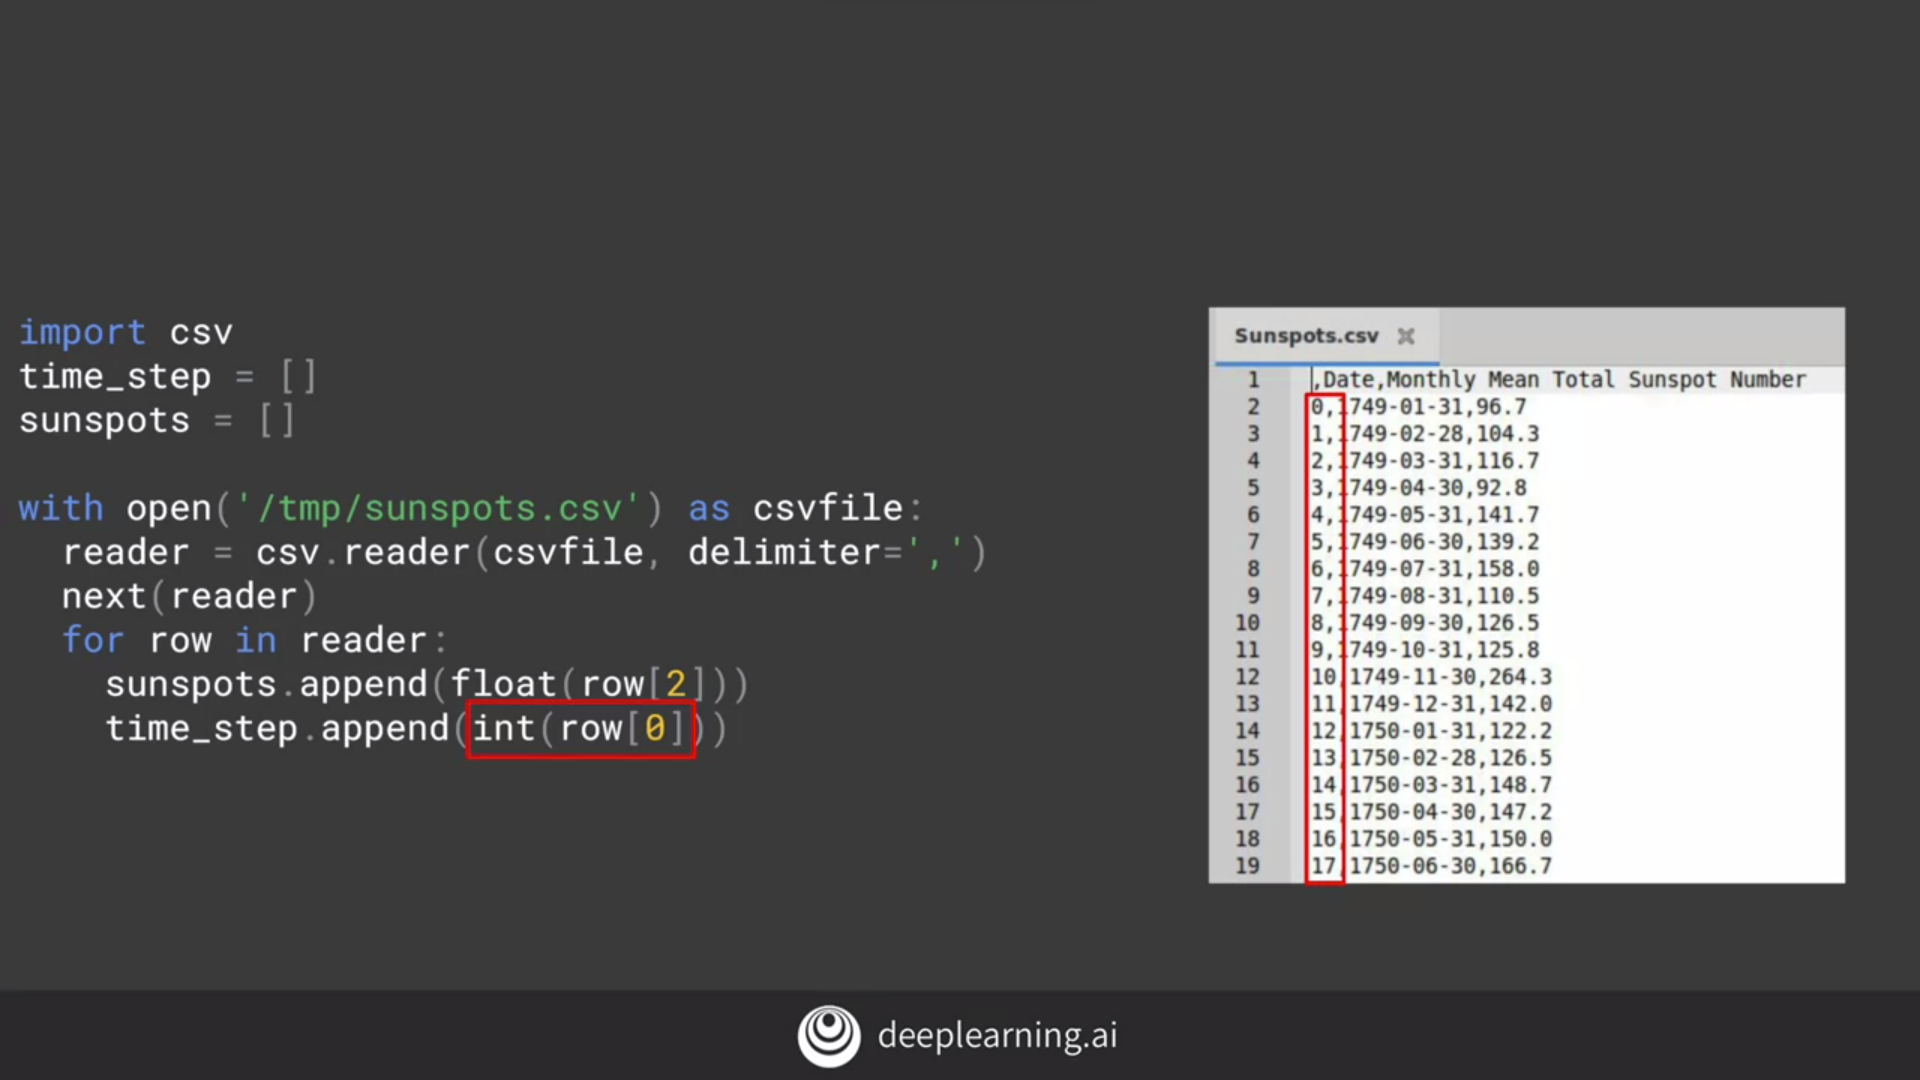 import csv
time_step = []
sunspots = []
with open('/tmp/sunspots.csv') as csvfile:
  reader = csv.reader(csvfile, delimiter=',')
  next(reader)
  for row in reader:
    sunspots.append(float(row[2]))
    time_step.append(int(row[0]))
Sunspots.csv
1 ,Date,Monthly Mean Total Sunspot Number
2 0,1749-01-31,96.7
3 1,1749-02-28,104.3
4 2,1749-03-31,116.7
5 3,1749-04-30,92.8
6 4,1749-05-31,141.7
7 5,1749-06-30,139.2
8 6,1749-07-31,158.0
9 7,1749-08-31,110.5
10 8,1749-09-30,126.5
11 9,1749-10-31,125.8
12 10,1749-11-30,264.3
13 11,1749-12-31,142.0
14 12,1750-01-31,122.2
15 13,1750-02-28,126.5
16 14,1750-03-31,148.7
17 15,1750-04-30,147.2
18 16,1750-05-31,150.0
19 17,1750-06-30,166.7
deeplearning.ai